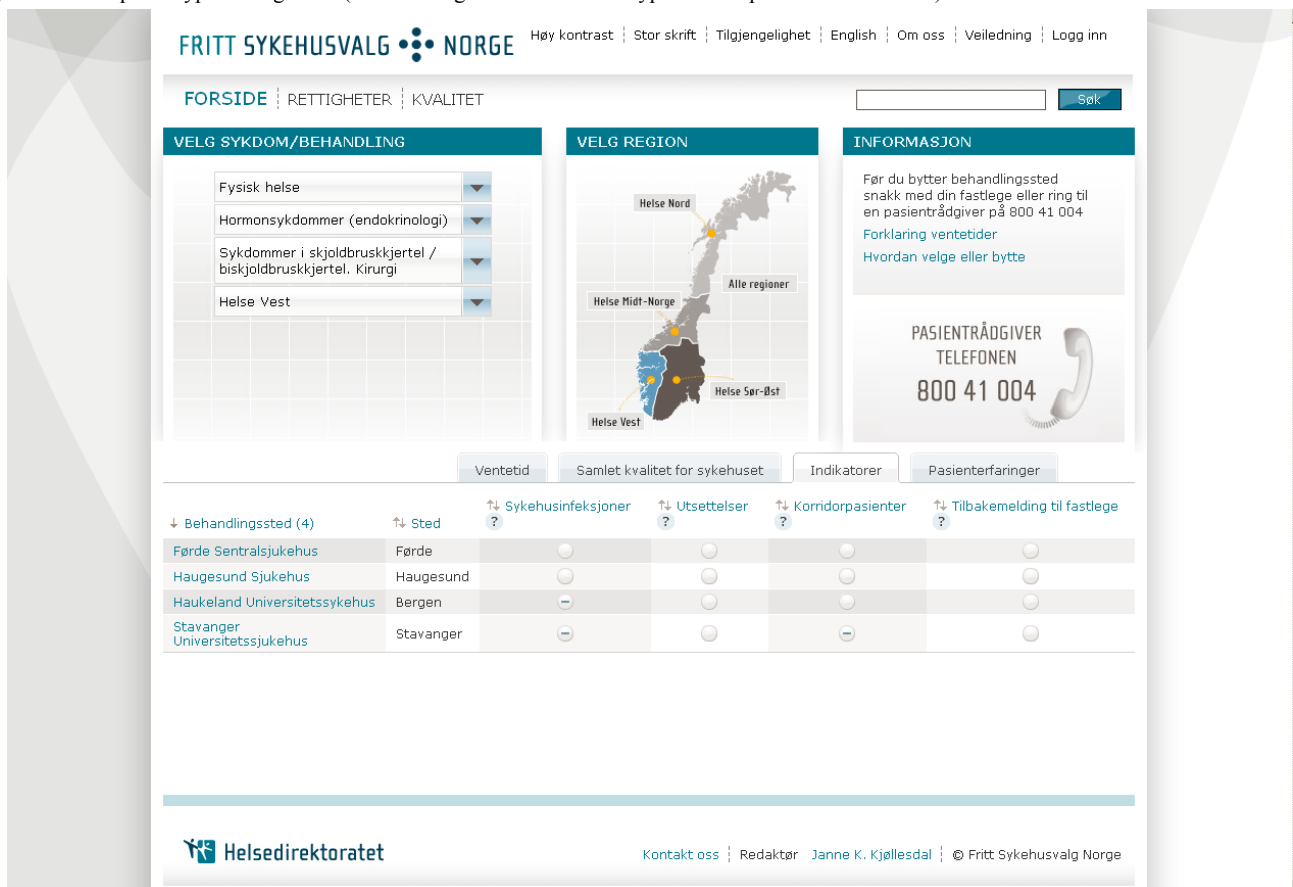 FRITT SYKEHUSVALG NORGE
Høy kontrast Stor skrift Tilgjengelighet English Om oss Veiledning Logg inn
FORSIDE RETTIGHETER KVALITET
Søk
VELG SYKDOM/BEHANDLING
Fysisk helse
Hormonsykdommer (endokrinologi)
Sykdommer i skjoldbruskkjertel /
biskjoldbruskkjertel. Kirurgi
Helse Vest
VELG REGION
Helse Nord
Alle regioner
Helse Midt-Norge
Helse Sør-Øst
Helse Vest
INFORMASJON
Før du bytter behandlingssted
snakk med din fastlege eller ring til
en pasientrådgiver på 800 41 004
Forklaring ventetider
Hvordan velge eller bytte
PASIENTRÅDGIVER
TELEFONEN
800 41 004
Ventetid Samlet kvalitet for sykehuset Indikatorer Pasienterfaringer
Behandlingssted (4) Sted Sykehusinfeksjoner ? Utsettelser ? Korridorpasienter ? Tilbakemelding til fastlege ?
Førde Sentralsjukehus Førde
Haugesund Sjukehus Haugesund
Haukeland Universitetssykehus Bergen
Stavanger
Universitetssjukehus Stavanger
Helsedirektoratet
Kontakt oss Redaktør Janne K. Kjøllesdal © Fritt Sykehusvalg Norge